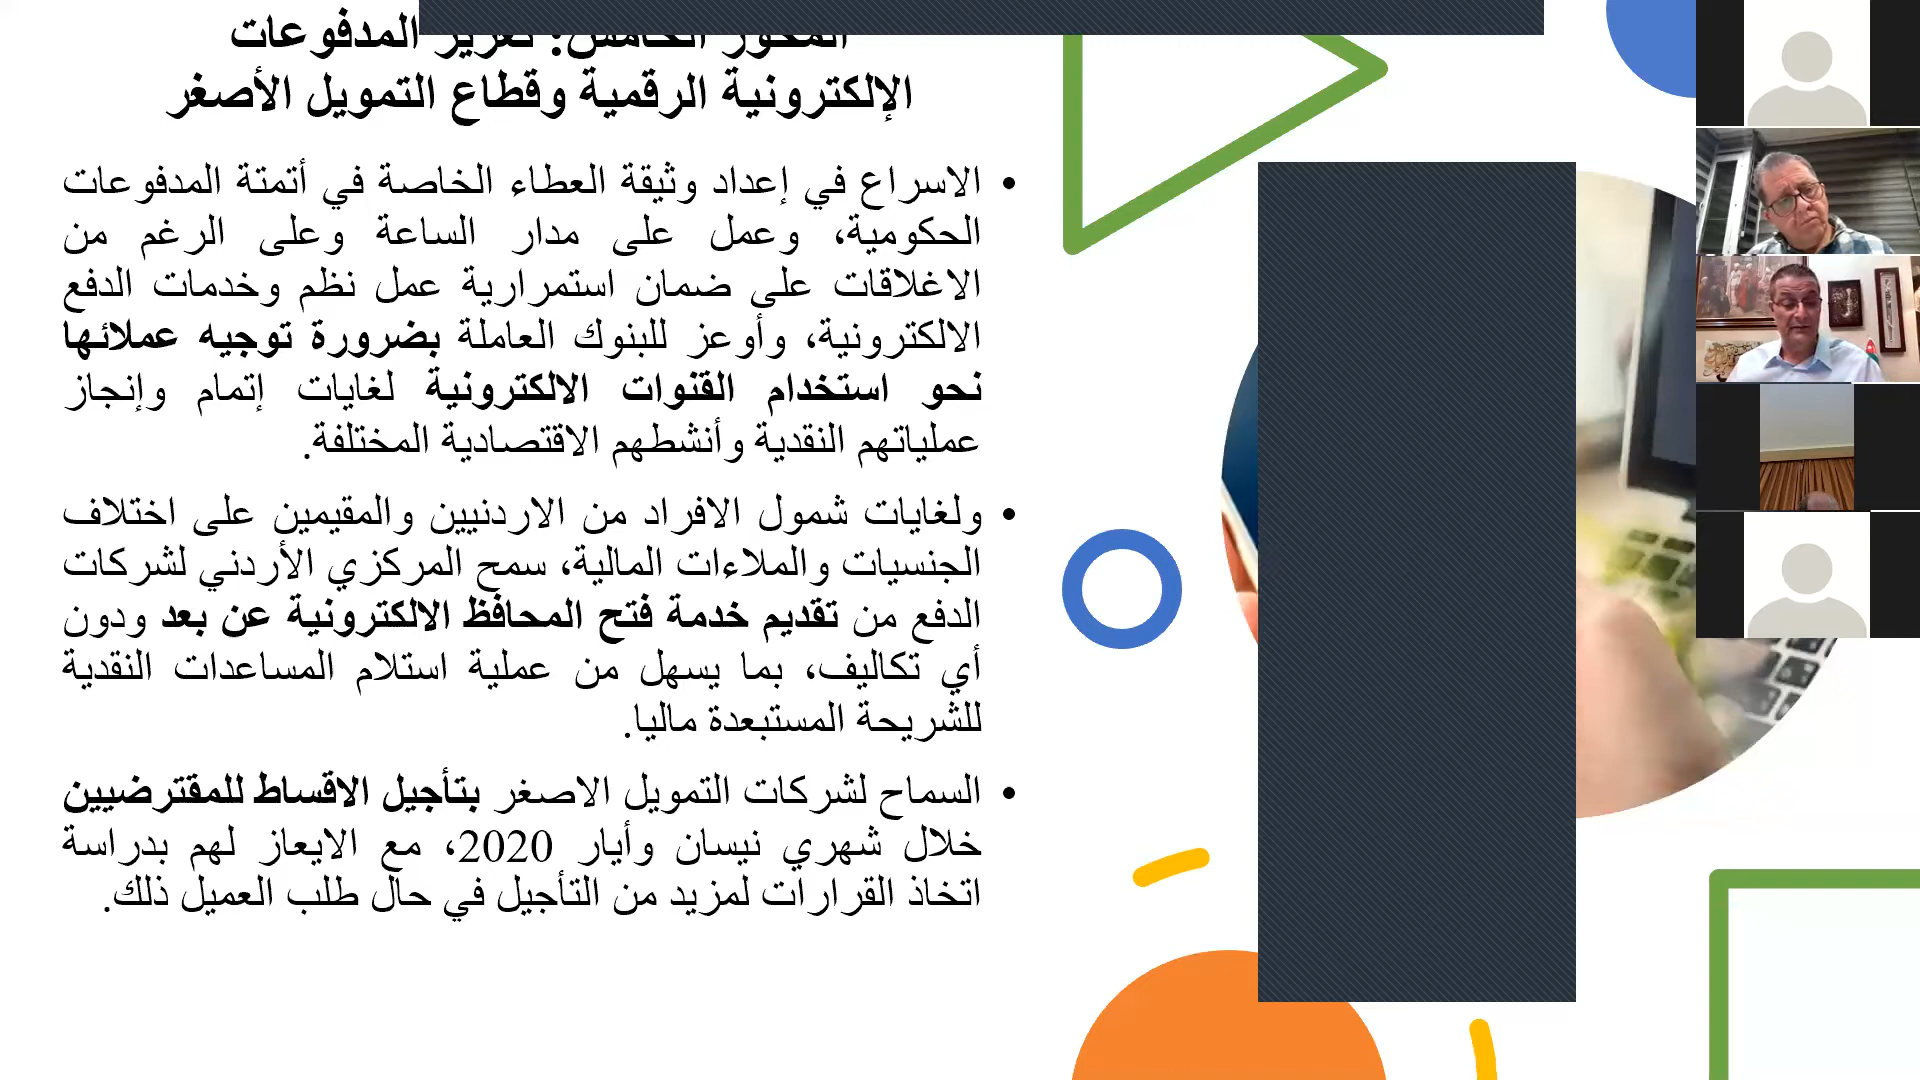 المحور الخامس: تعزيز المدفوعات
الإلكترونية الرقمية وقطاع التمويل الأصغر
• الاسراع في إعداد وثيقة العطاء الخاصة في أتمتة المدفوعات
الحكومية، وعمل على مدار الساعة وعلى الرغم من
الاغلاقات على ضمان استمرارية عمل نظم وخدمات الدفع
الالكترونية، وأوعز للبنوك العاملة بضرورة توجيه عملائها
نحو استخدام القنوات الالكترونية لغايات إتمام وإنجاز
عملياتهم النقدية وأنشطهم الاقتصادية المختلفة.
• ولغايات شمول الافراد من الاردنيين والمقيمين على اختلاف
الجنسيات والملاءات المالية، سمح المركزي الأردني لشركات
الدفع من تقديم خدمة فتح المحافظ الالكترونية عن بعد ودون
أي تكاليف، بما يسهل من عملية استلام المساعدات النقدية
للشريحة المستبعدة ماليا.
• السماح لشركات التمويل الاصغر بتأجيل الاقساط للمقترضيين
خلال شهري نيسان وأيار 2020، مع الايعاز لهم بدراسة
اتخاذ القرارات لمزيد من التأجيل في حال طلب العميل ذلك.